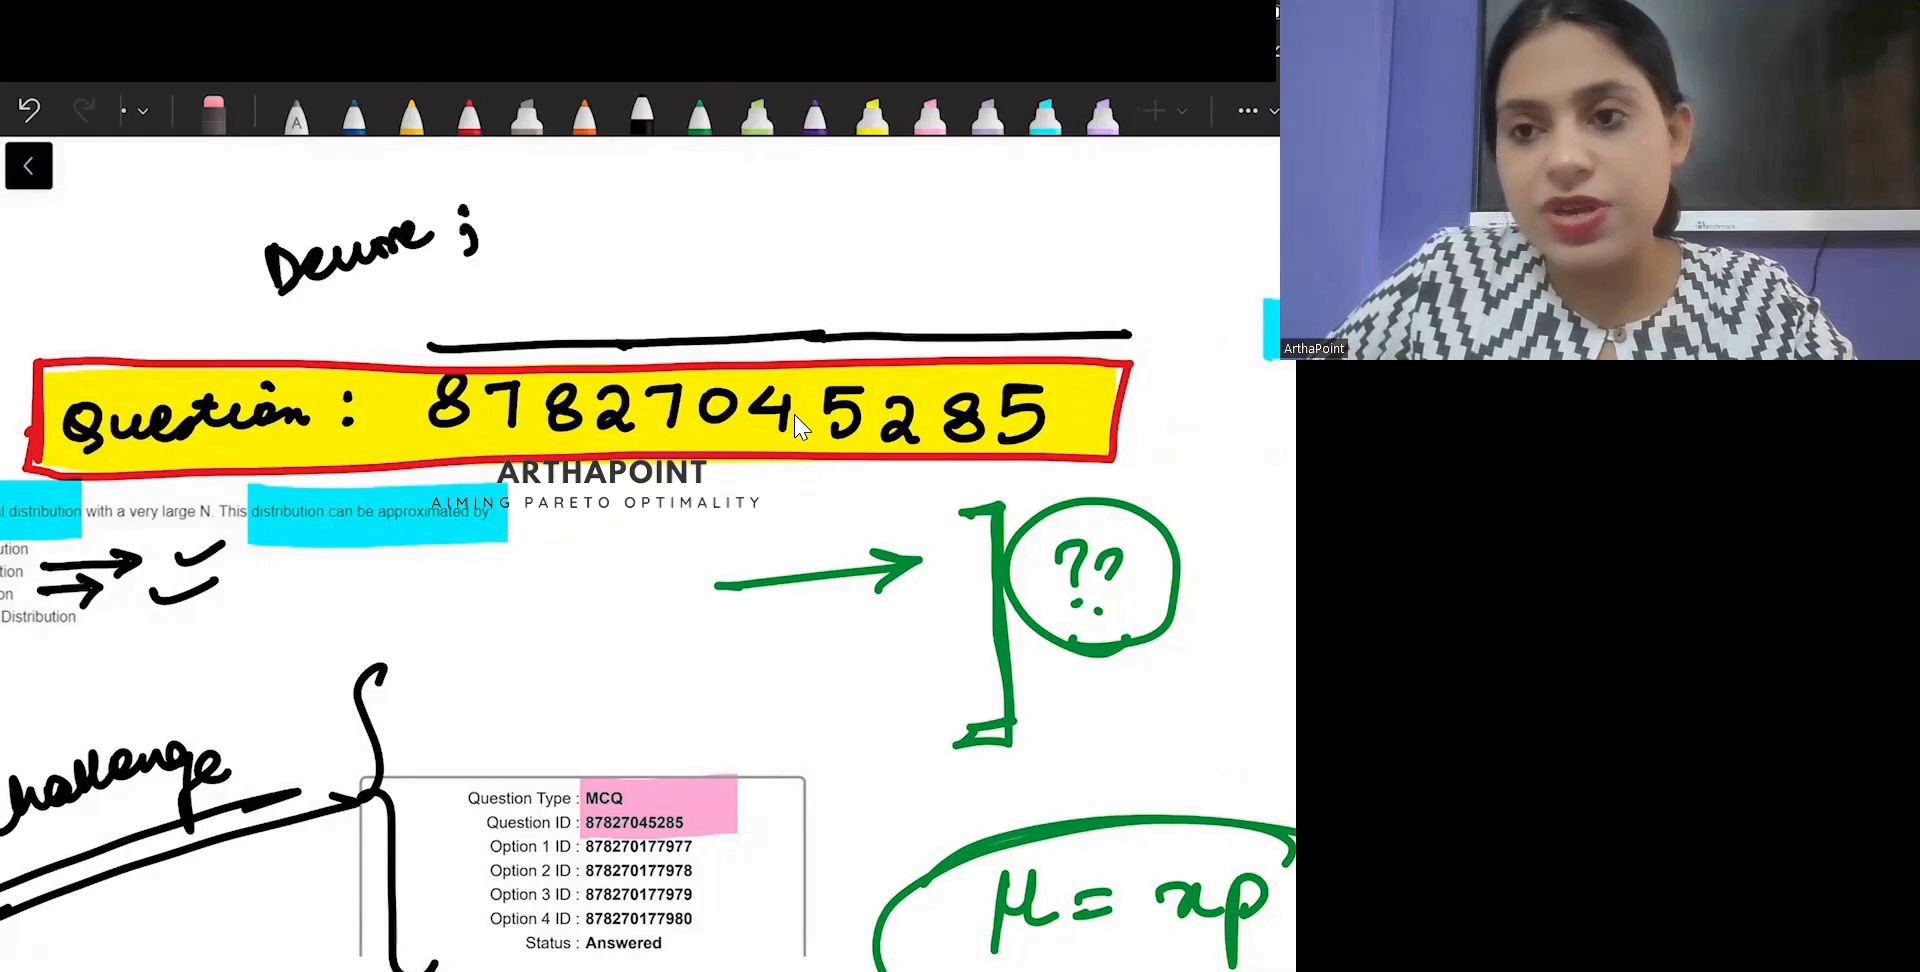 A
ArthaPoint
;
Question : 87827045285
ARTHAPOINT
AIMING PARETO OPTIMALITY
l distribution with a very large N. This distribution can be approximated by
ution
tion
on
Distribution
??
challenge
Question Type : MCQ
Question ID : 87827045285
Option 1 ID : 878270177977
Option 2 ID : 878270177978
Option 3 ID : 878270177979
Option 4 ID : 878270177980
Status : Answered
μ = np